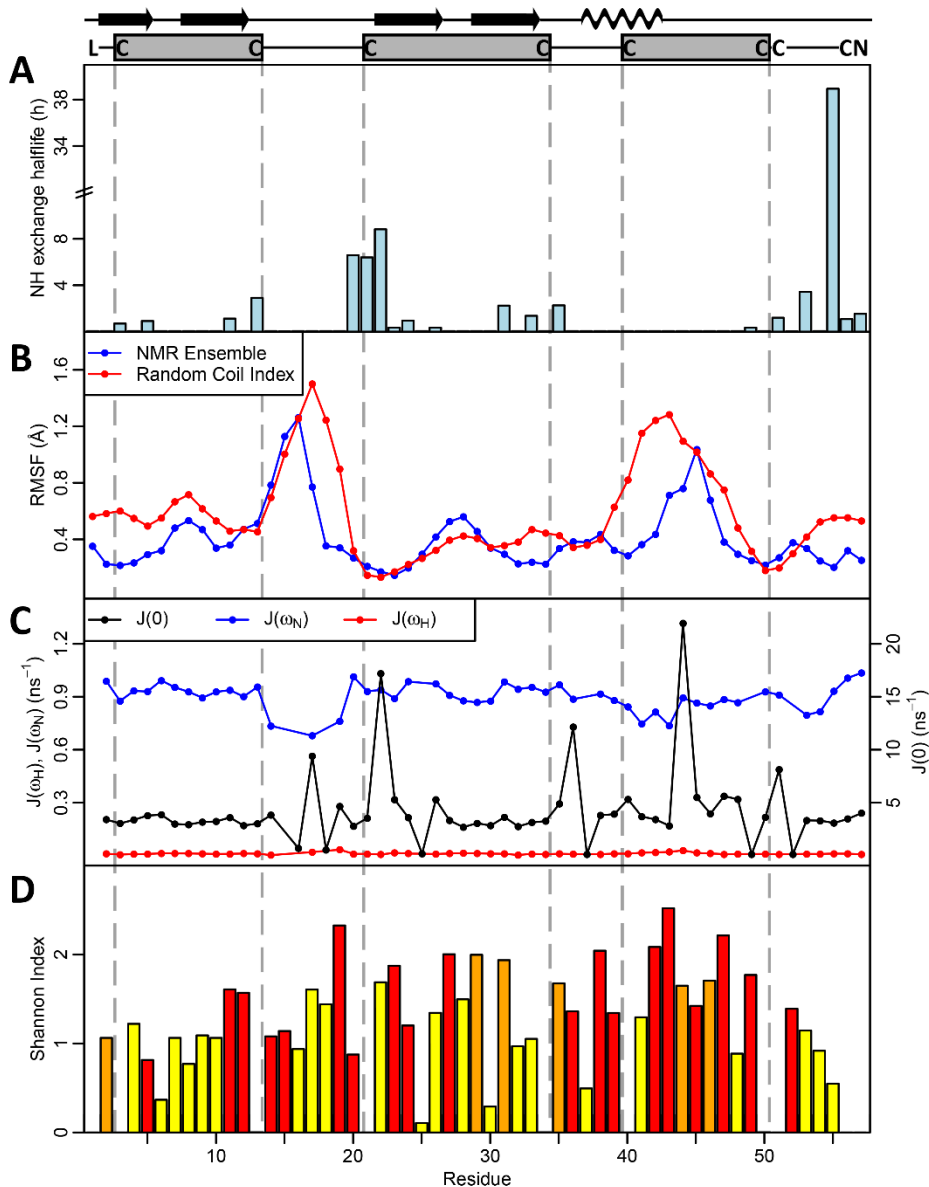 L C C C C C C C CN
A
NH exchange halflife (h)
38
34
8
4
B
NMR Ensemble
Random Coil Index
RMSF (Å)
1.6
1.2
0.8
0.4
C
J(0) J(ωN) J(ωH)
J(ωH), J(ωN) (ns⁻¹)
1.2
0.9
0.6
0.3
20
15
10
5
J(0) (ns⁻¹)
D
Shannon Index
2
1
0
10 20 30 40 50
Residue